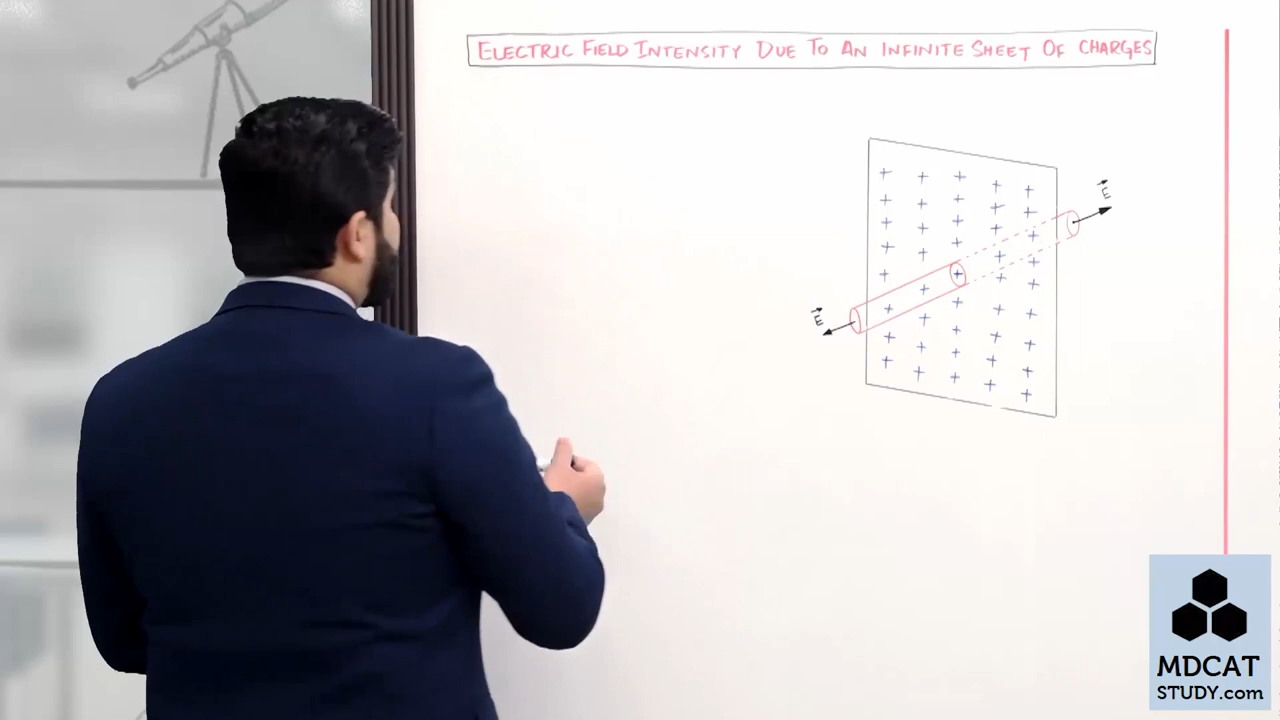 ELECTRIC FIELD INTENSITY DUE TO AN INFINITE SHEET OF CHARGES
E
E
MDCAT
STUDY.com